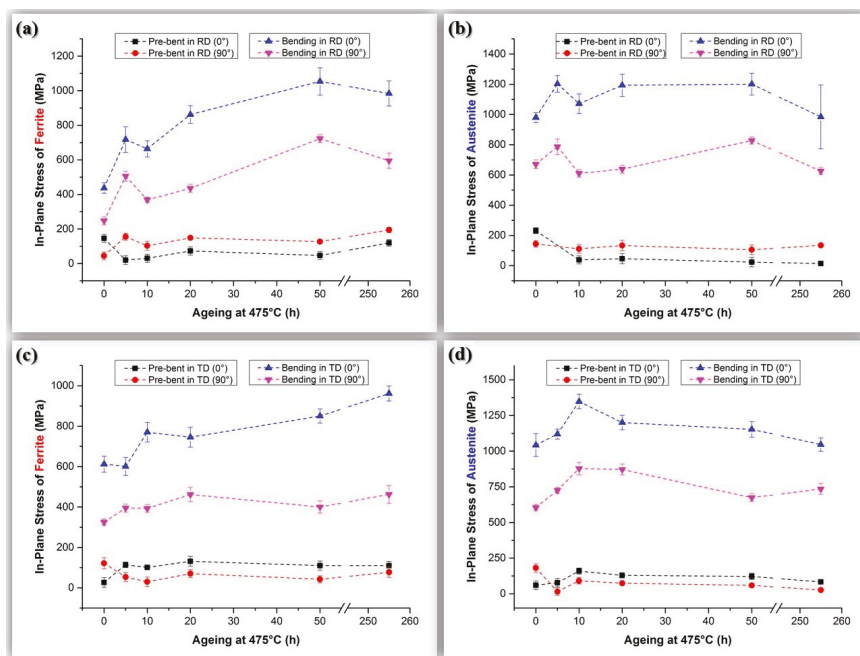 (a)
Pre-bent in RD (0°)
Pre-bent in RD (90°)
Bending in RD (0°)
Bending in RD (90°)
In-Plane Stress of Ferrite (MPa)
1200
1000
800
600
400
200
0
0 10 20 30 40 50 250 260
Ageing at 475°C (h)
(b)
Pre-bent in RD (0°)
Pre-bent in RD (90°)
Bending in RD (0°)
Bending in RD (90°)
In-Plane Stress of Austenite (MPa)
1400
1200
1000
800
600
400
200
0
0 10 20 30 40 50 250 260
Ageing at 475°C (h)
(c)
Pre-bent in TD (0°)
Pre-bent in TD (90°)
Bending in TD (0°)
Bending in TD (90°)
In-Plane Stress of Ferrite (MPa)
1000
800
600
400
200
0
0 10 20 30 40 50 250 260
Ageing at 475°C (h)
(d)
Pre-bent in TD (0°)
Pre-bent in TD (90°)
Bending in TD (0°)
Bending in TD (90°)
In-Plane Stress of Austenite (MPa)
1500
1250
1000
750
500
250
0
0 10 20 30 40 50 250 260
Ageing at 475°C (h)